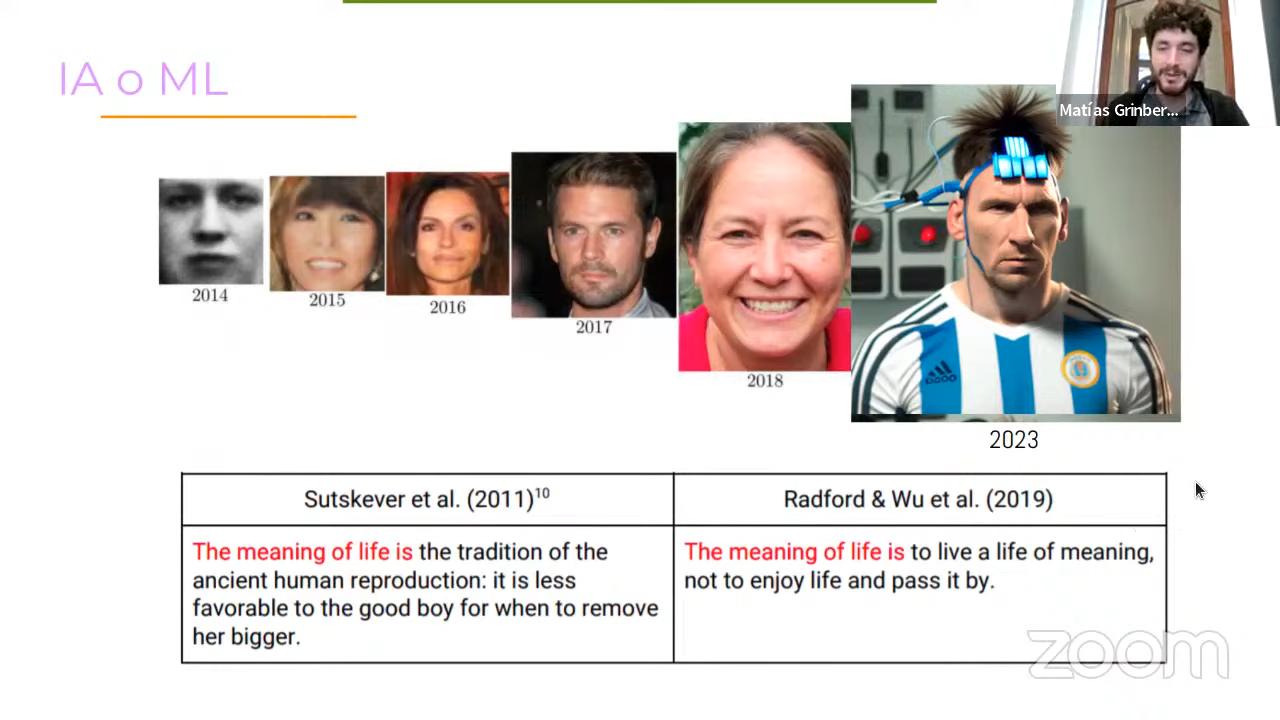 IA o ML
Matías Grinber...
2014
2015
2016
2017
2018
adidas
2023
Sutskever et al. (2011)10
Radford & Wu et al. (2019)
The meaning of life is the tradition of the
ancient human reproduction: it is less
favorable to the good boy for when to remove
her bigger.
The meaning of life is to live a life of meaning,
not to enjoy life and pass it by.
zoom